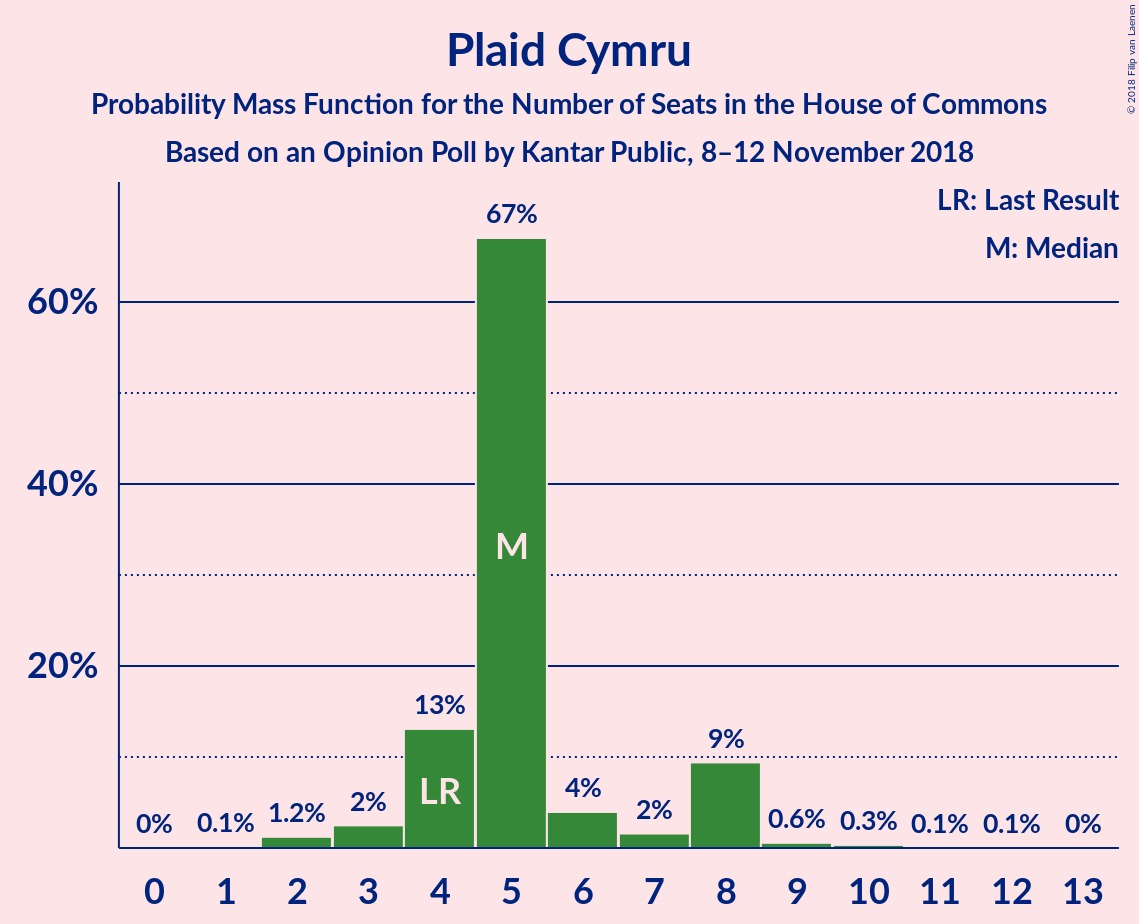 Plaid Cymru
Probability Mass Function for the Number of Seats in the House of Commons
Based on an Opinion Poll by Kantar Public, 8–12 November 2018
© 2018 Filip van Laenen
LR: Last Result
M: Median
60%
40%
20%
0%
0.1%
1.2%
2%
13%
67%
4%
2%
9%
0.6%
0.3%
0.1%
0.1%
0%
LR
M
0 1 2 3 4 5 6 7 8 9 10 11 12 13